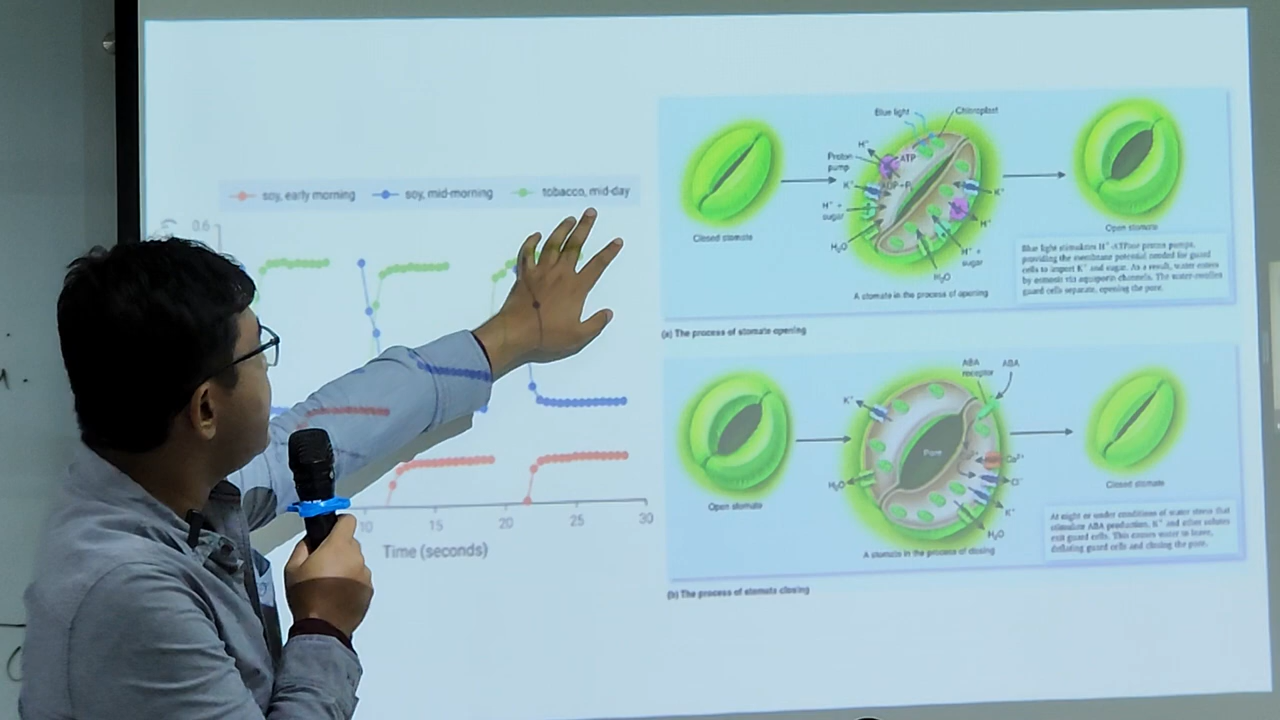 soy, early morning
soy, mid-morning
tobacco, mid-day
0.6
10
15
20
25
30
Time (seconds)
Blue light
Chloroplast
H⁺
Proton
pump
ATP
ADP+Pᵢ
K⁺
H⁺ +
sugar
H₂O
K⁺
H⁺
H⁺ +
sugar
H₂O
Closed stomate
A stomate in the process of opening
Open stomate
Blue light stimulates H⁺-ATPase proton pumps,
providing the membrane potential needed for guard
cells to import K⁺ and sugar. As a result, water enters
by osmosis via aquaporin channels. The water-swollen
guard cells separate, opening the pore.
(a) The process of stomate opening
ABA
receptor
ABA
K⁺
Pore
Ca²⁺
Cl⁻
K⁺
H₂O
H₂O
Open stomate
A stomate in the process of closing
Closed stomate
At night or under conditions of water stress that
stimulate ABA production, K⁺ and other solutes
exit guard cells. This causes water to leave,
deflating guard cells and closing the pore.
(b) The process of stomata closing